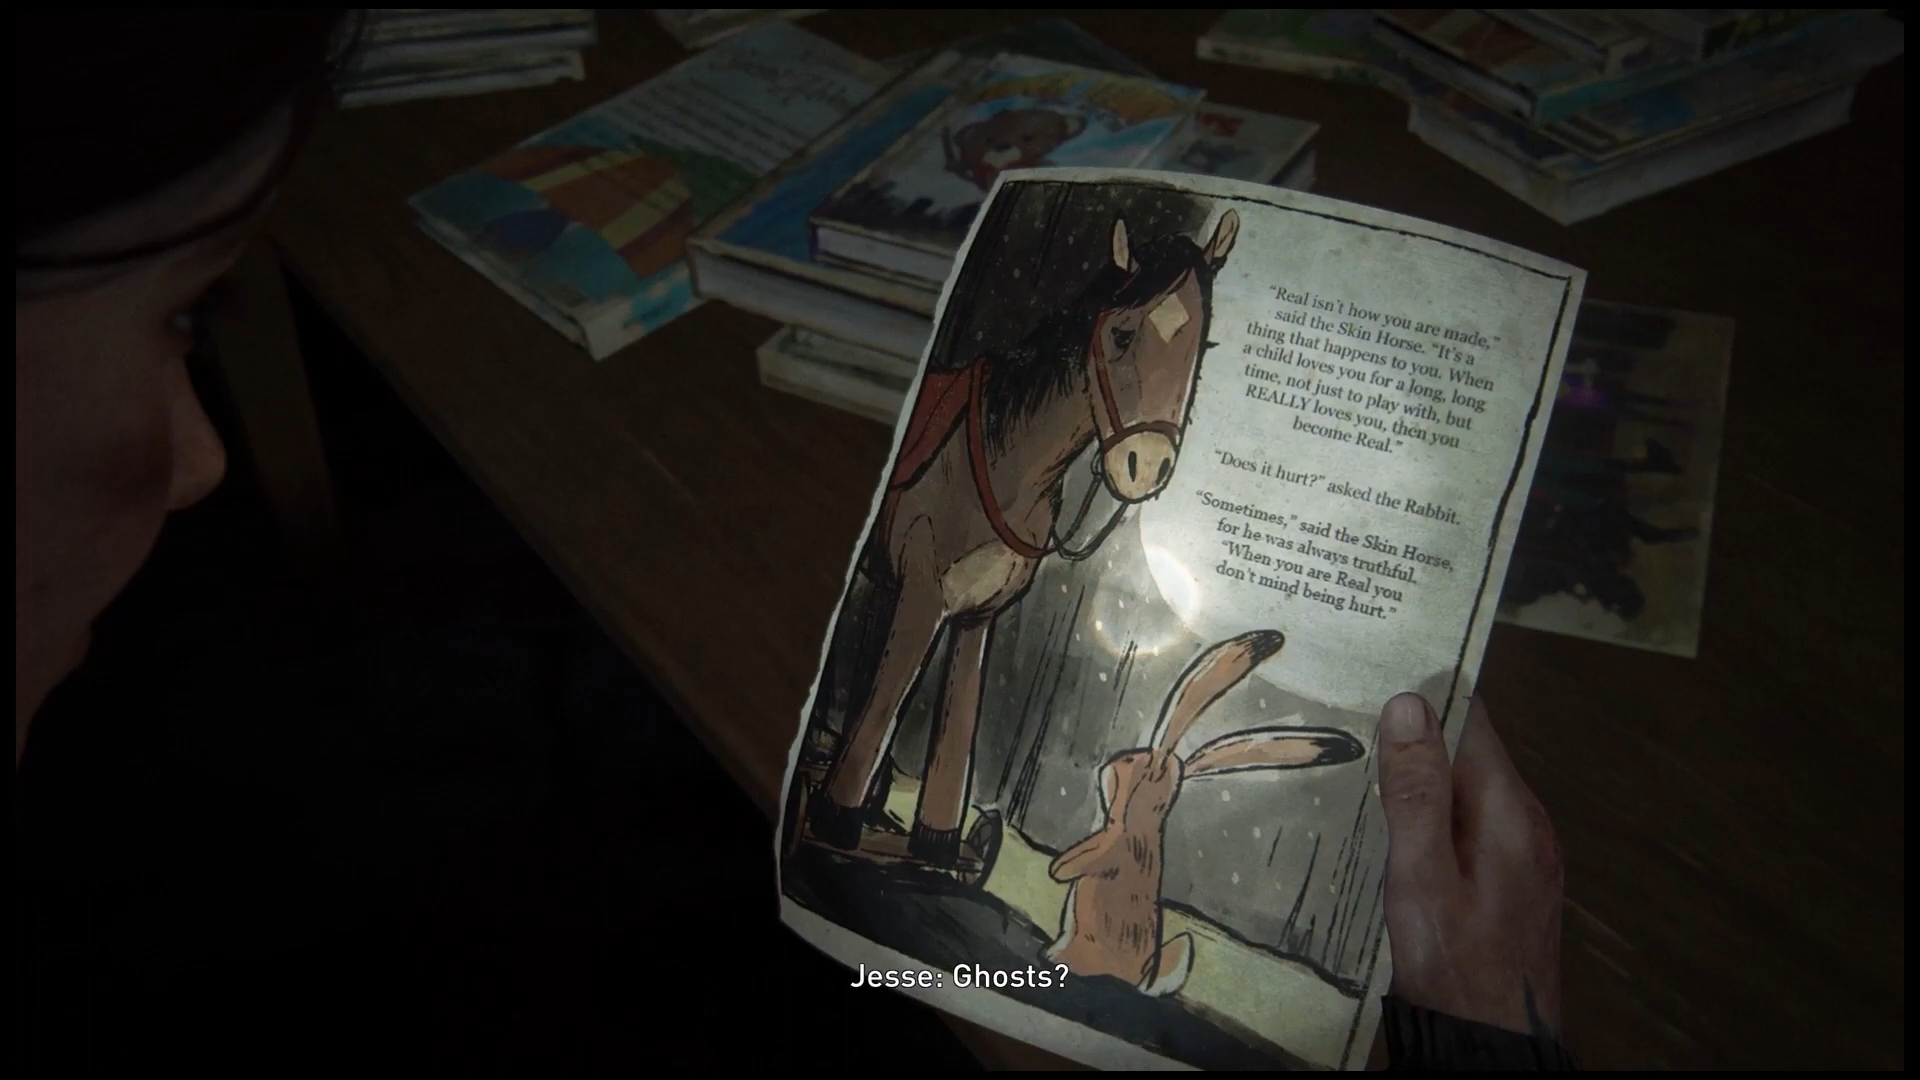 “Real isn’t how you are made,”
said the Skin Horse. “It’s a
thing that happens to you. When
a child loves you for a long, long
time, not just to play with, but
REALLY loves you, then you
become Real.”
“Does it hurt?” asked the Rabbit.
“Sometimes,” said the Skin Horse,
for he was always truthful.
“When you are Real you
don’t mind being hurt.”
Jesse: Ghosts?